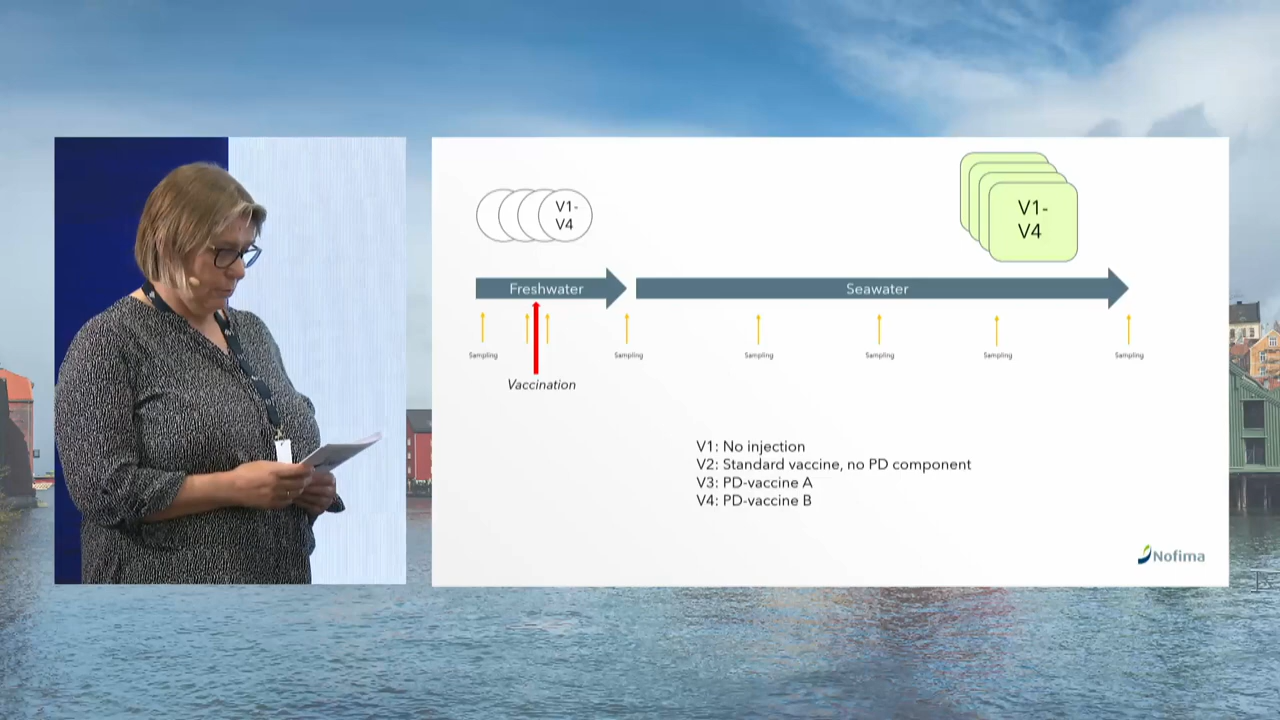 V1-
V4
V1-
V4
Freshwater
Seawater
Sampling
Sampling
Sampling
Sampling
Sampling
Sampling
Vaccination
V1: No injection
V2: Standard vaccine, no PD component
V3: PD-vaccine A
V4: PD-vaccine B
Nofima